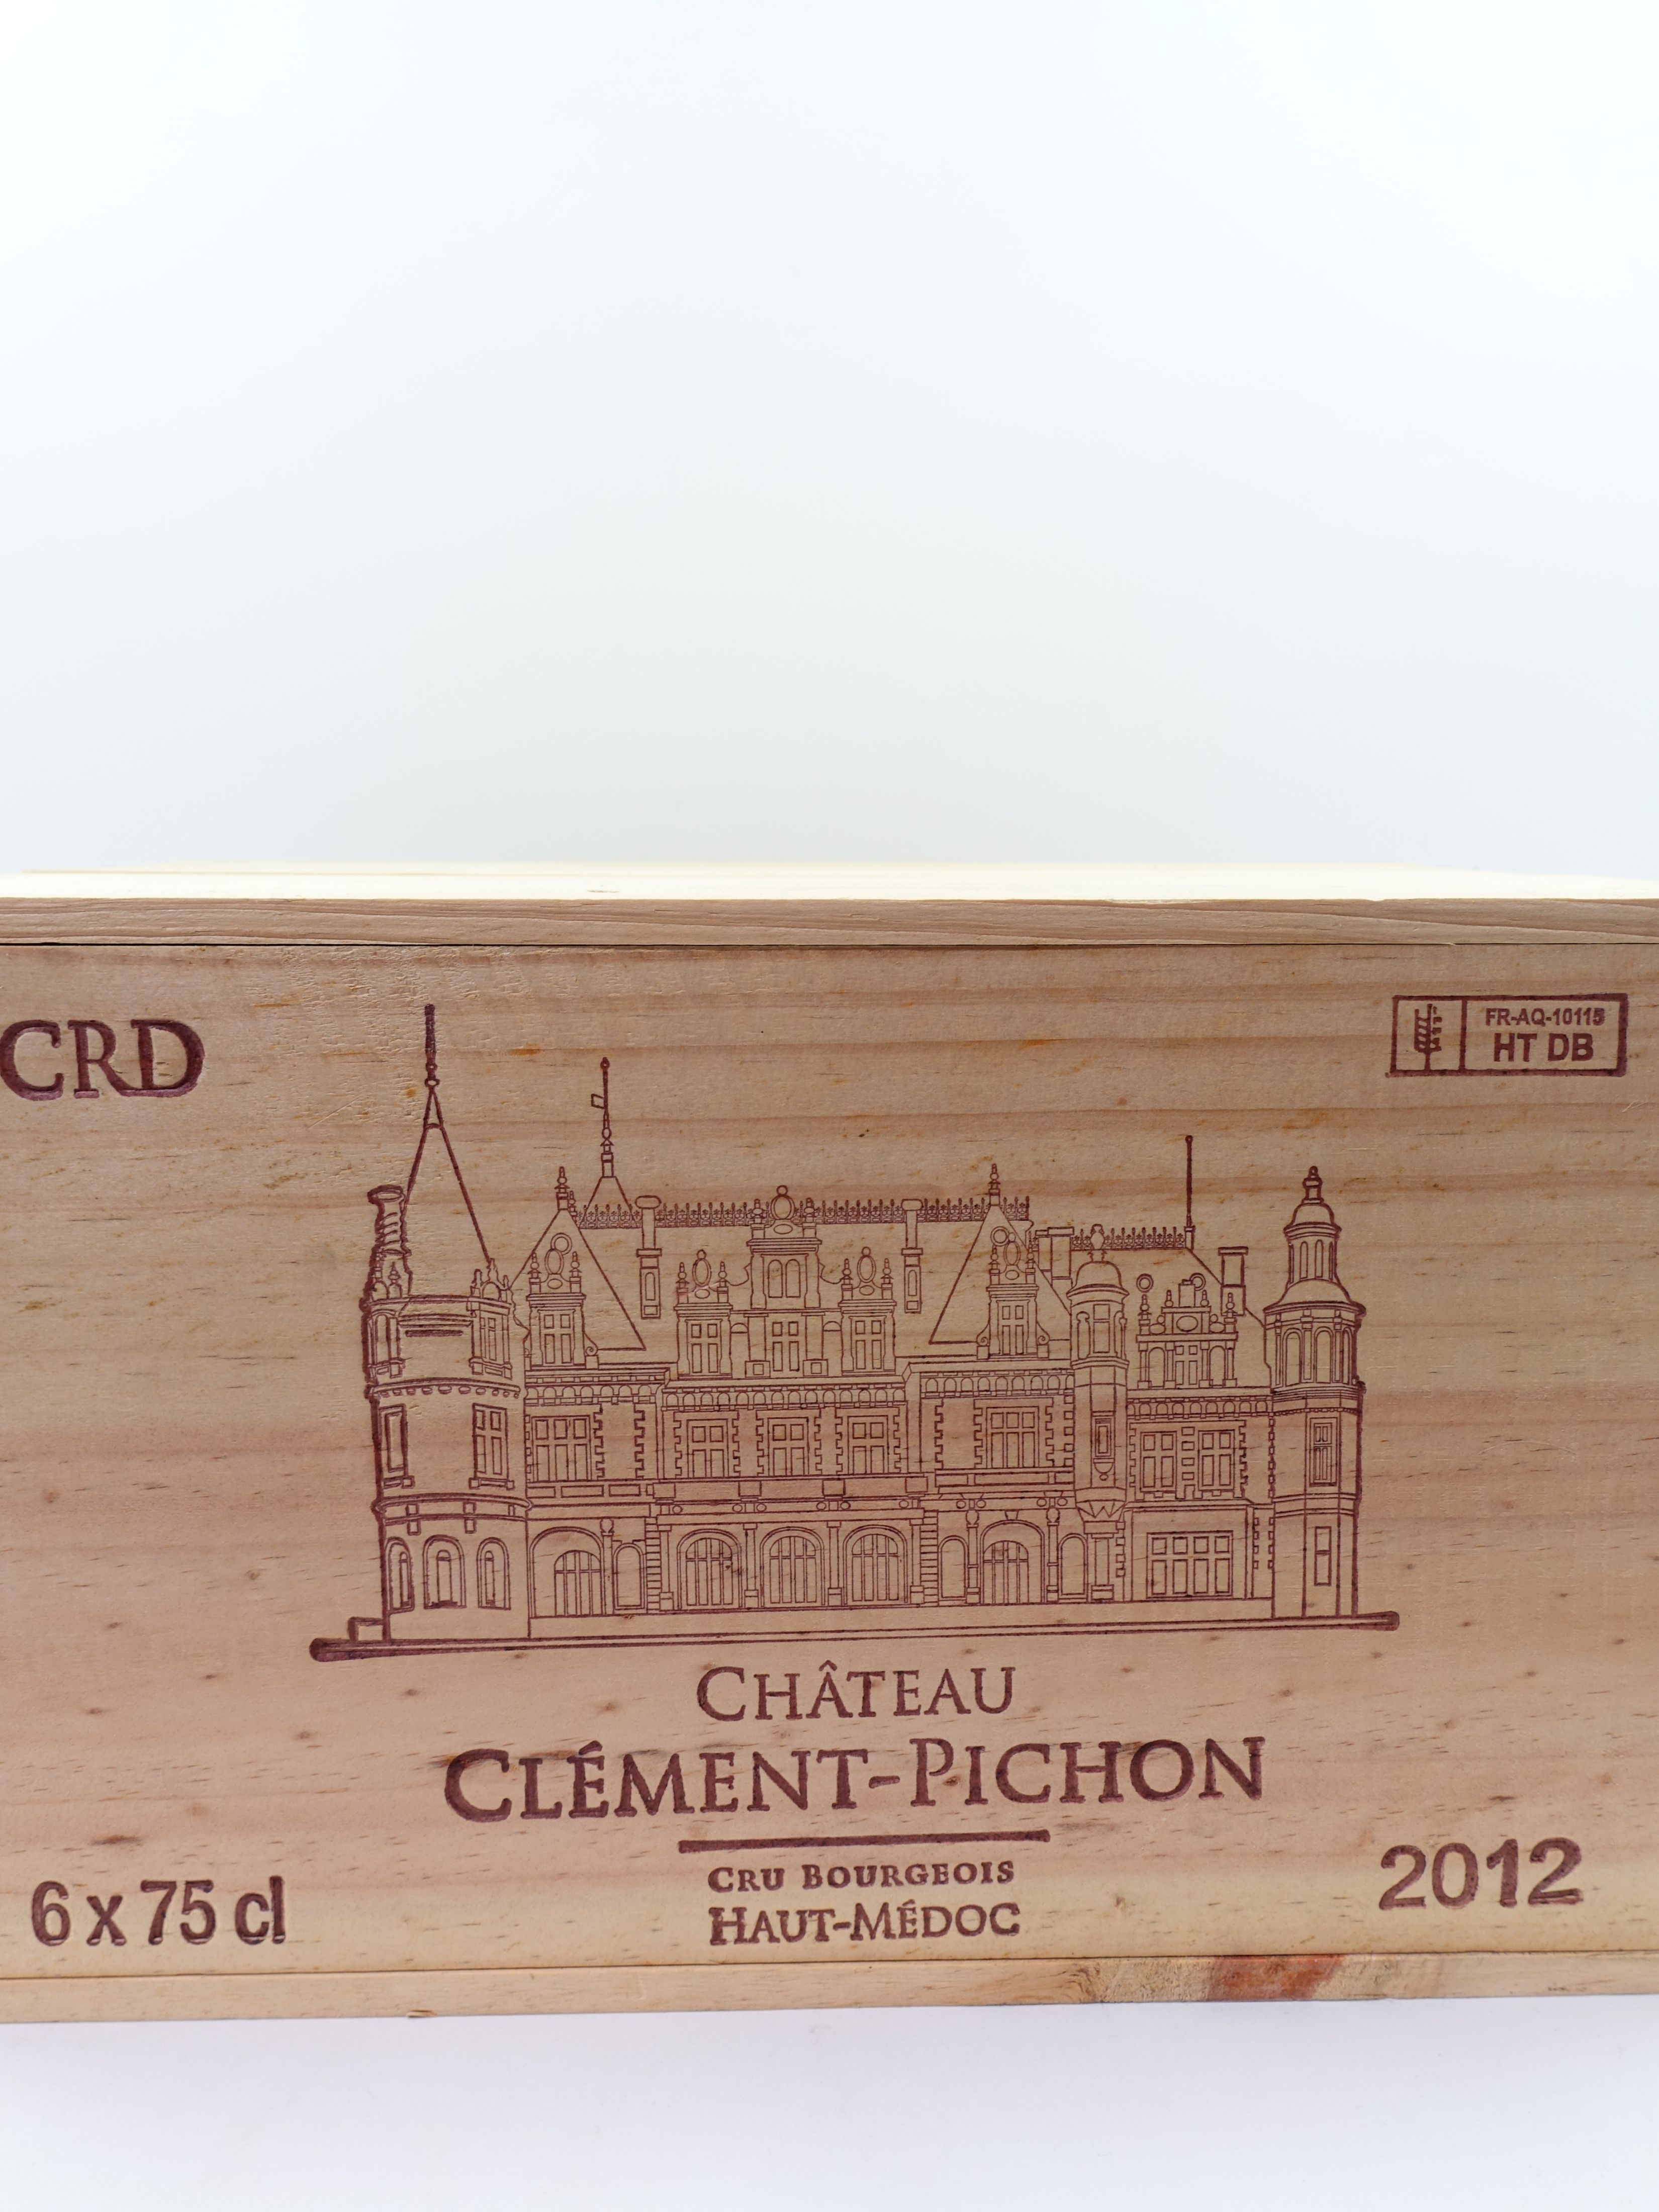 CRD
FR-AQ-10115
HT DB
CHÂTEAU
CLÉMENT-PICHON
CRU BOURGEOIS
HAUT-MÉDOC
6 x 75 cl
2012